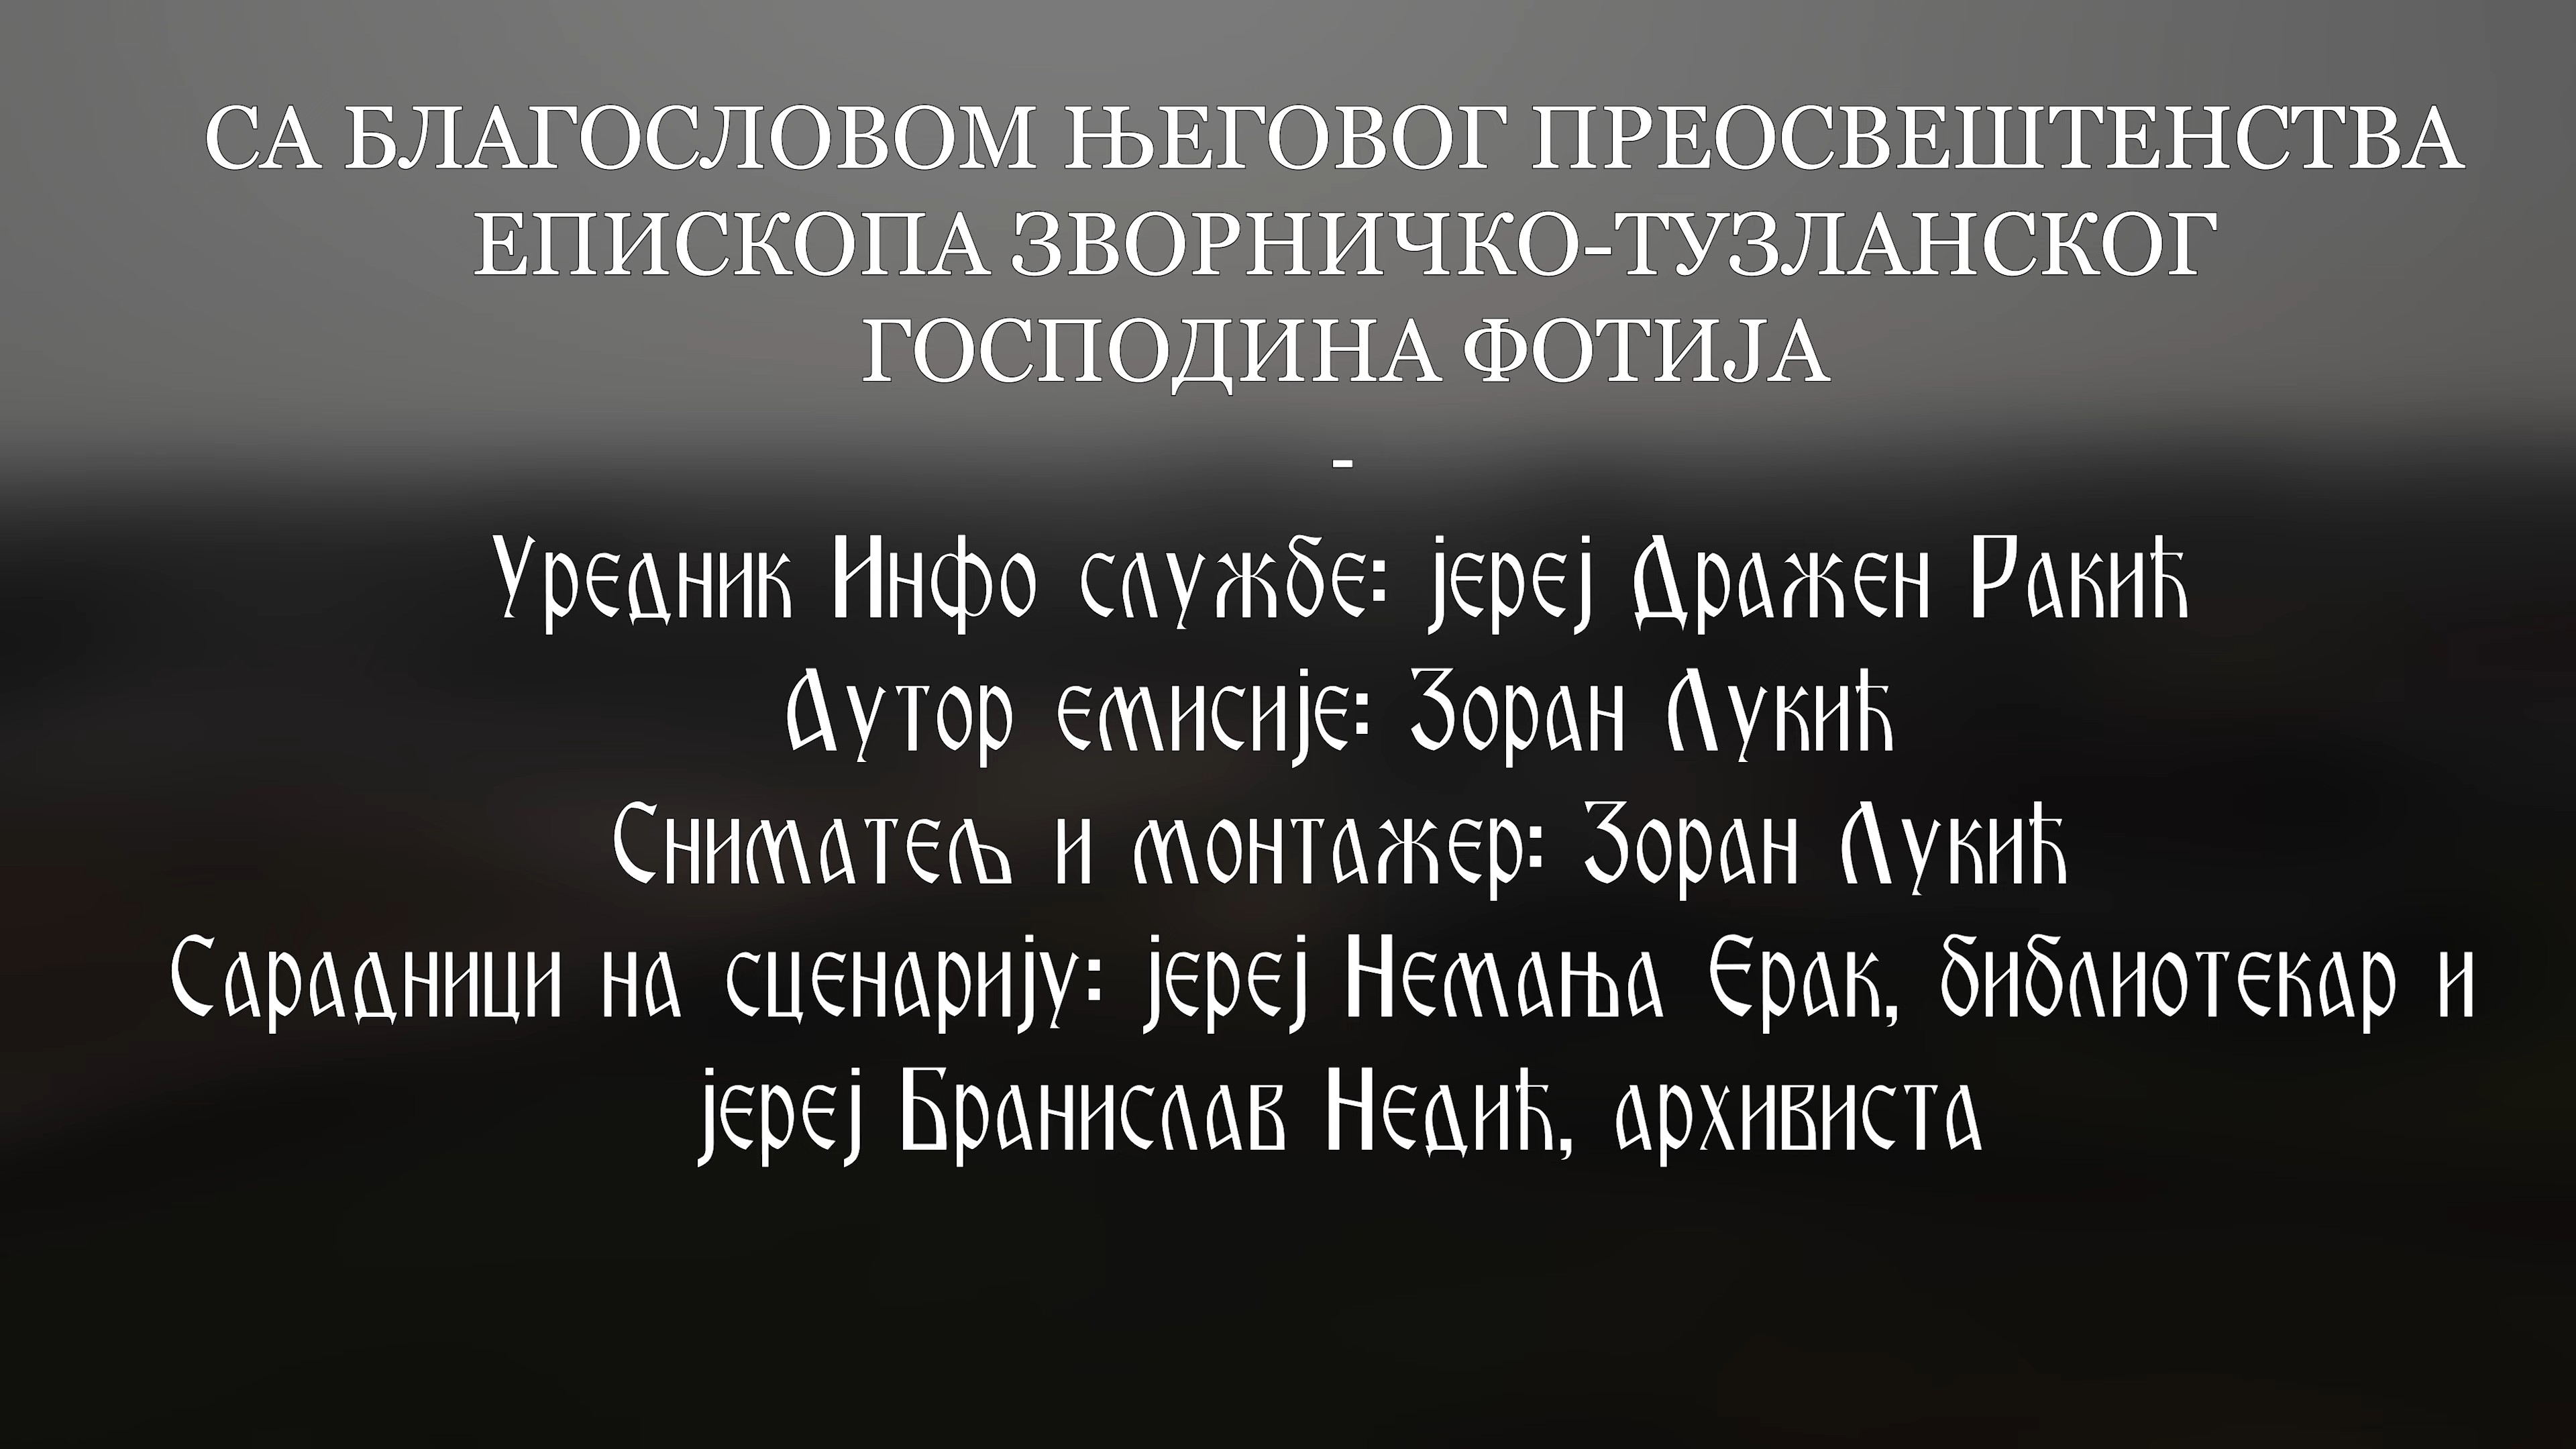 СА БЛАГОСЛОВОМ ЊЕГОВОГ ПРЕОСВЕШТЕНСТВА
ЕПИСКОПА ЗВОРНИЧКО-ТУЗЛАНСКОГ
ГОСПОДИНА ФОТИЈА
-
Уредник Инфо службе: јереј Дражен Ракић
Аутор емисије: Зоран Лукић
Сниматељ и монтажер: Зоран Лукић
Сарадници на сценарију: јереј Немања Ерак, библиотекар и
јереј Бранислав Недић, архивиста